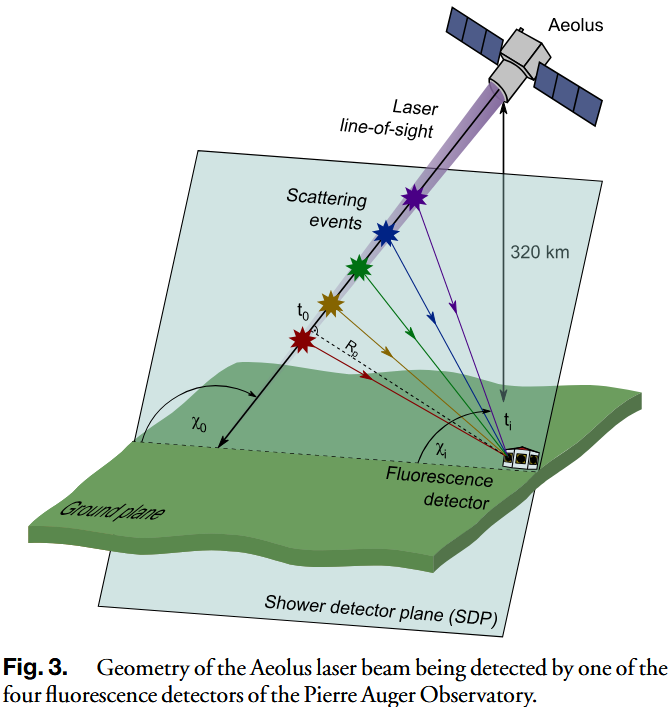 Aeolus
Laser
line-of-sight
Scattering
events
320 km
t₀
Rₚ
χ₀
tᵢ
χᵢ
Fluorescence
detector
Ground plane
Shower detector plane (SDP)
Fig. 3. Geometry of the Aeolus laser beam being detected by one of the
four fluorescence detectors of the Pierre Auger Observatory.